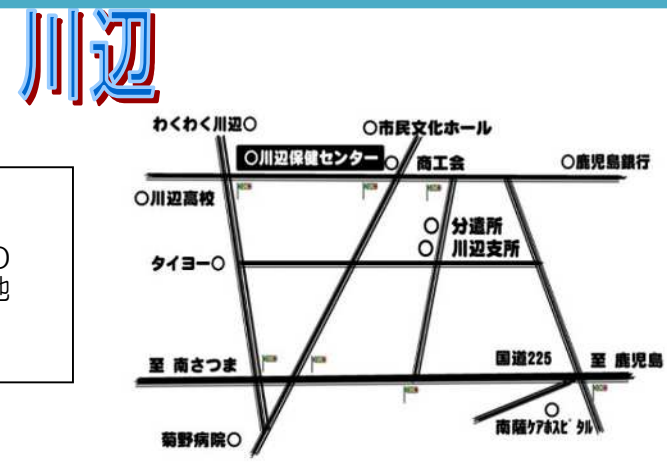 川辺
わくわく川辺○
○市民文化ホール
○川辺保健センター
○商工会
○鹿児島銀行
○川辺高校
○分遣所
○川辺支所
タイヨー○
至 南さつま
国道225
至 鹿児島
菊野病院○
○
南薩ケアホスピタル
地